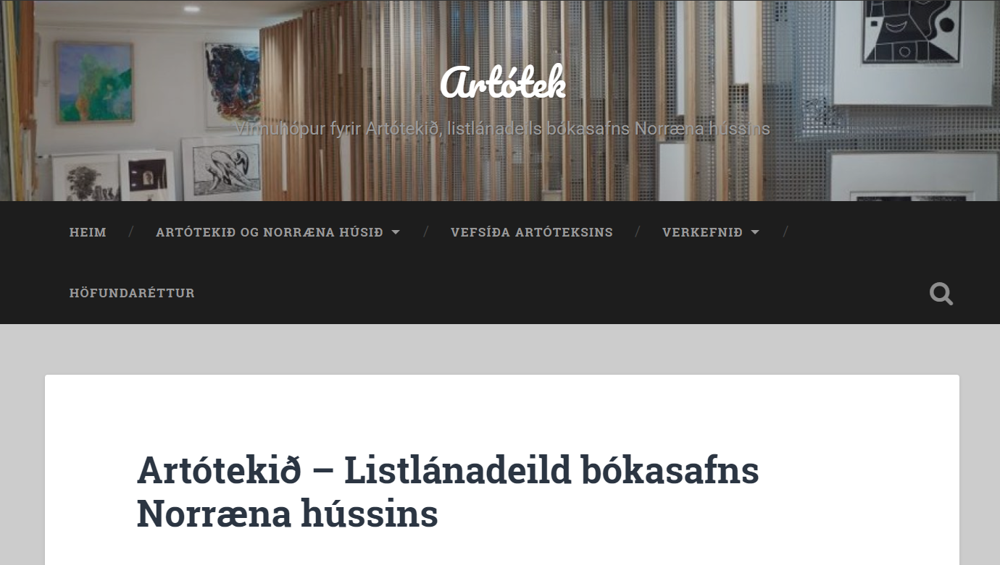 Artótek
Vinnuhópur fyrir Artótekið, listlánadeils bókasafns Norræna hússins
HEIM / ARTÓTEKIÐ OG NORRÆNA HÚSIÐ / VEFSÍÐA ARTÓTEKSINS / VERKEFNIÐ /
HÖFUNDARÉTTUR
Artótekið – Listlánadeild bókasafns
Norræna hússins